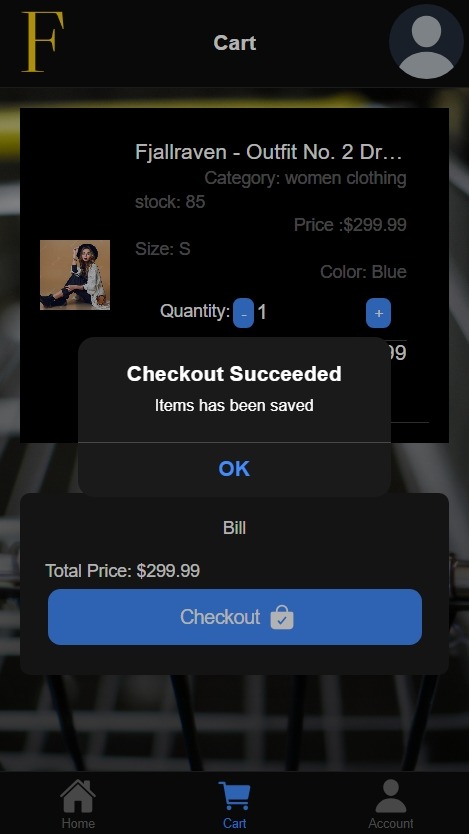 F
Cart
Fjallraven - Outfit No. 2 Dr...
Category: women clothing
stock: 85
Price :$299.99
Size: S
Color: Blue
Quantity: - 1 +
99
Checkout Succeeded
Items has been saved
OK
Bill
Total Price: $299.99
Checkout
Home
Cart
Account